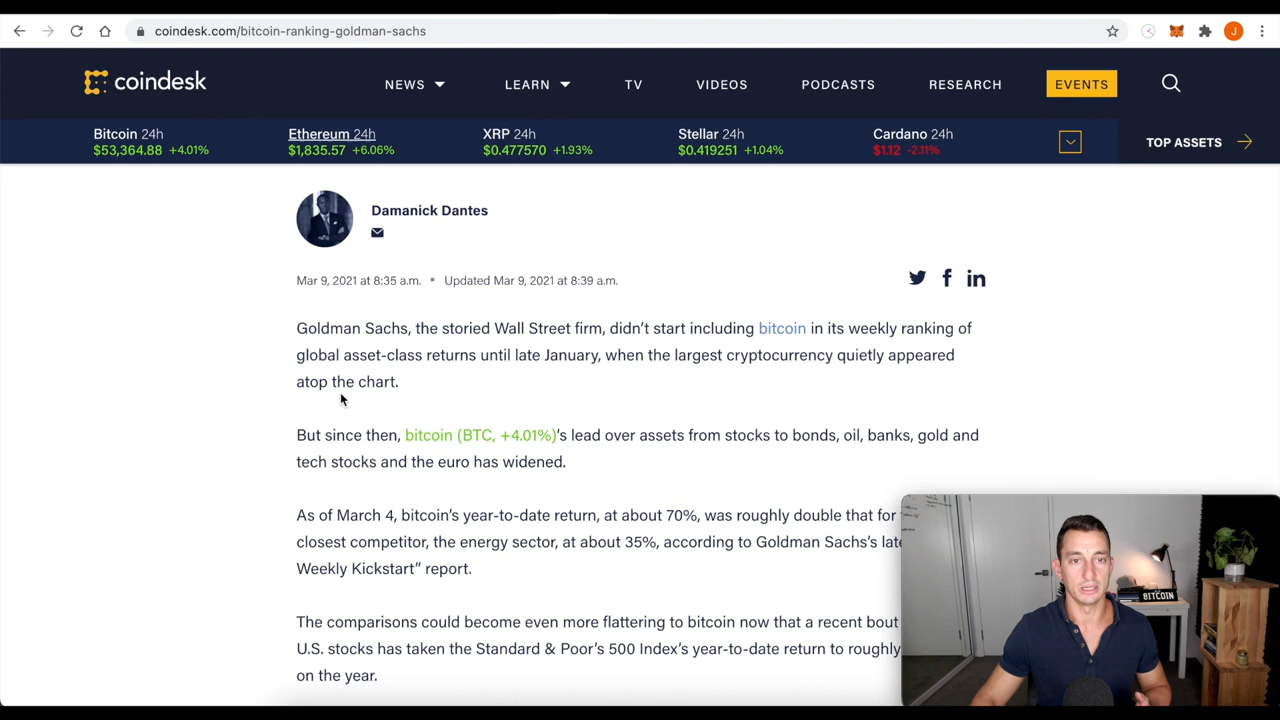 coindesk.com/bitcoin-ranking-goldman-sachs
J
coindesk
NEWS LEARN TV VIDEOS PODCASTS RESEARCH EVENTS
Bitcoin 24h Ethereum 24h XRP 24h Stellar 24h Cardano 24h
$53,364.88 +4.01% $1,835.57 +6.06% $0.477570 +1.93% $0.419251 +1.04% $1.12 -2.11%
TOP ASSETS
Damanick Dantes
Mar 9, 2021 at 8:35 a.m. Updated Mar 9, 2021 at 8:39 a.m.
Goldman Sachs, the storied Wall Street firm, didn’t start including bitcoin in its weekly ranking of
global asset-class returns until late January, when the largest cryptocurrency quietly appeared
atop the chart.
But since then, bitcoin (BTC, +4.01%)’s lead over assets from stocks to bonds, oil, banks, gold and
tech stocks and the euro has widened.
As of March 4, bitcoin’s year-to-date return, at about 70%, was roughly double that for
closest competitor, the energy sector, at about 35%, according to Goldman Sachs’s
Weekly Kickstart” report.
The comparisons could become even more flattering to bitcoin now that a recent bout
U.S. stocks has taken the Standard & Poor’s 500 Index’s year-to-date return to roughly
on the year.
BITCOIN